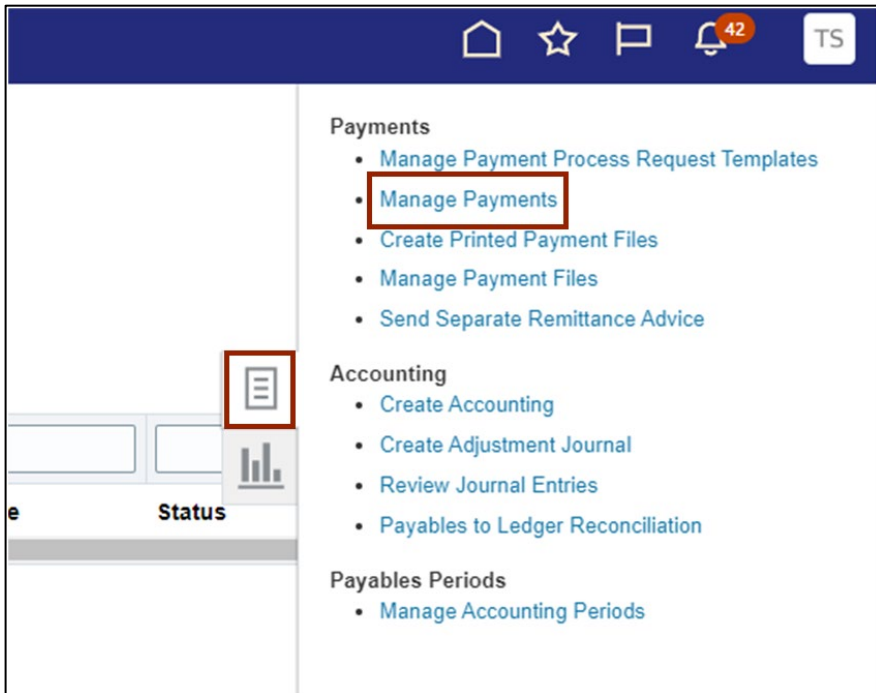 42
TS
Payments
Manage Payment Process Request Templates
Manage Payments
Create Printed Payment Files
Manage Payment Files
Send Separate Remittance Advice
Accounting
Create Accounting
Create Adjustment Journal
Review Journal Entries
Payables to Ledger Reconciliation
e Status
Payables Periods
Manage Accounting Periods